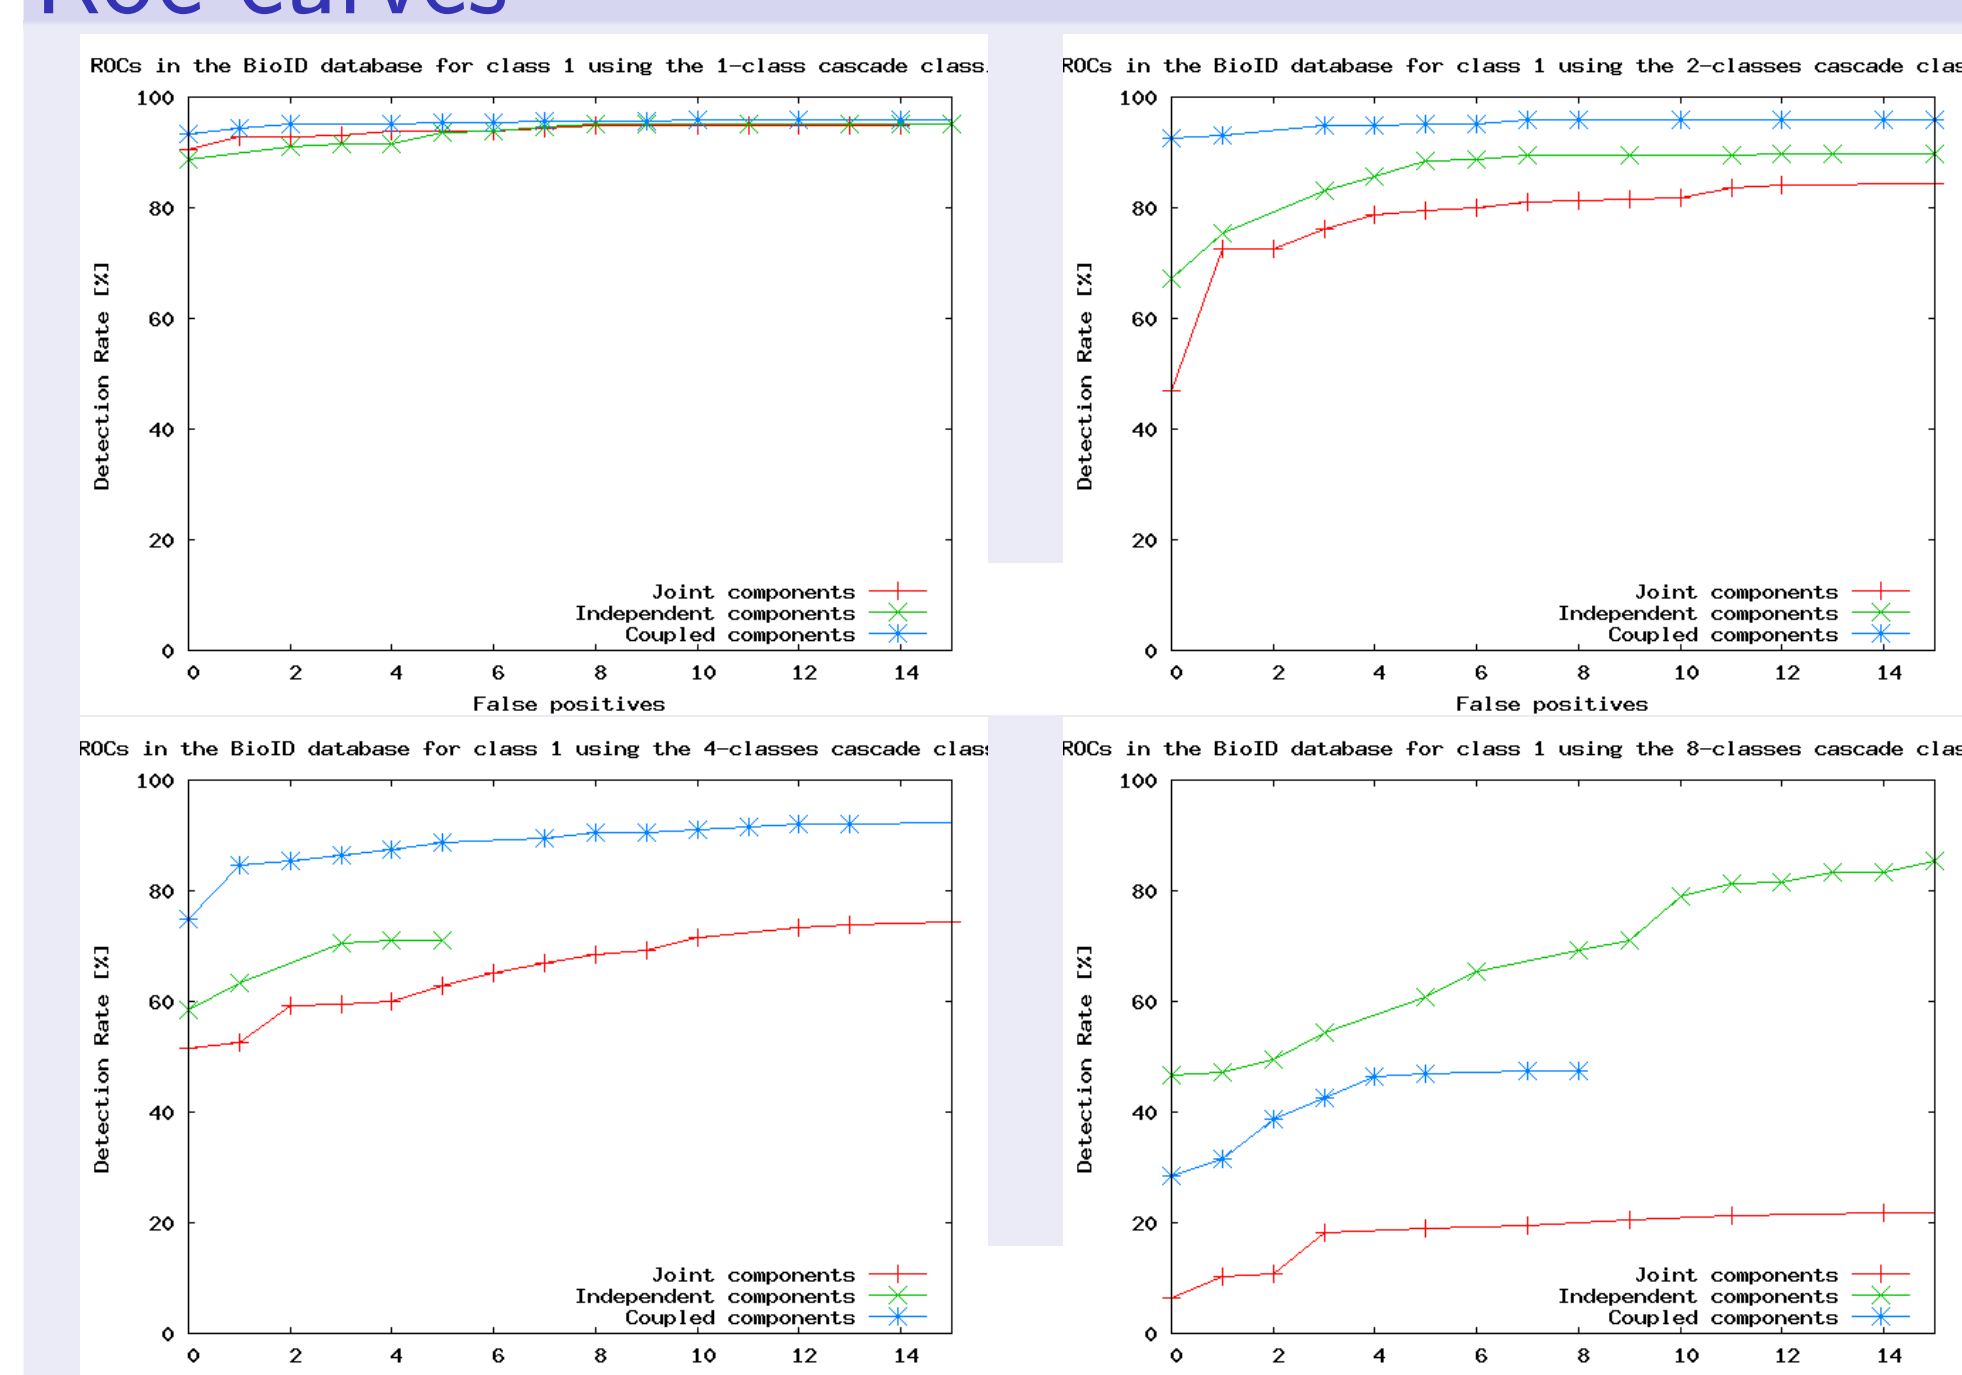 Roc curves
ROCs in the BioID database for class 1 using the 1-class cascade class.
100
80
60
40
20
0
Detection Rate [%]
Joint components
Independent components
Coupled components
0 2 4 6 8 10 12 14
False positives
ROCs in the BioID database for class 1 using the 2-classes cascade clas
100
80
60
40
20
0
Detection Rate [%]
Joint components
Independent components
Coupled components
0 2 4 6 8 10 12 14
False positives
ROCs in the BioID database for class 1 using the 4-classes cascade class
100
80
60
40
20
0
Detection Rate [%]
Joint components
Independent components
Coupled components
0 2 4 6 8 10 12 14
ROCs in the BioID database for class 1 using the 8-classes cascade clas
100
80
60
40
20
0
Detection Rate [%]
Joint components
Independent components
Coupled components
0 2 4 6 8 10 12 14